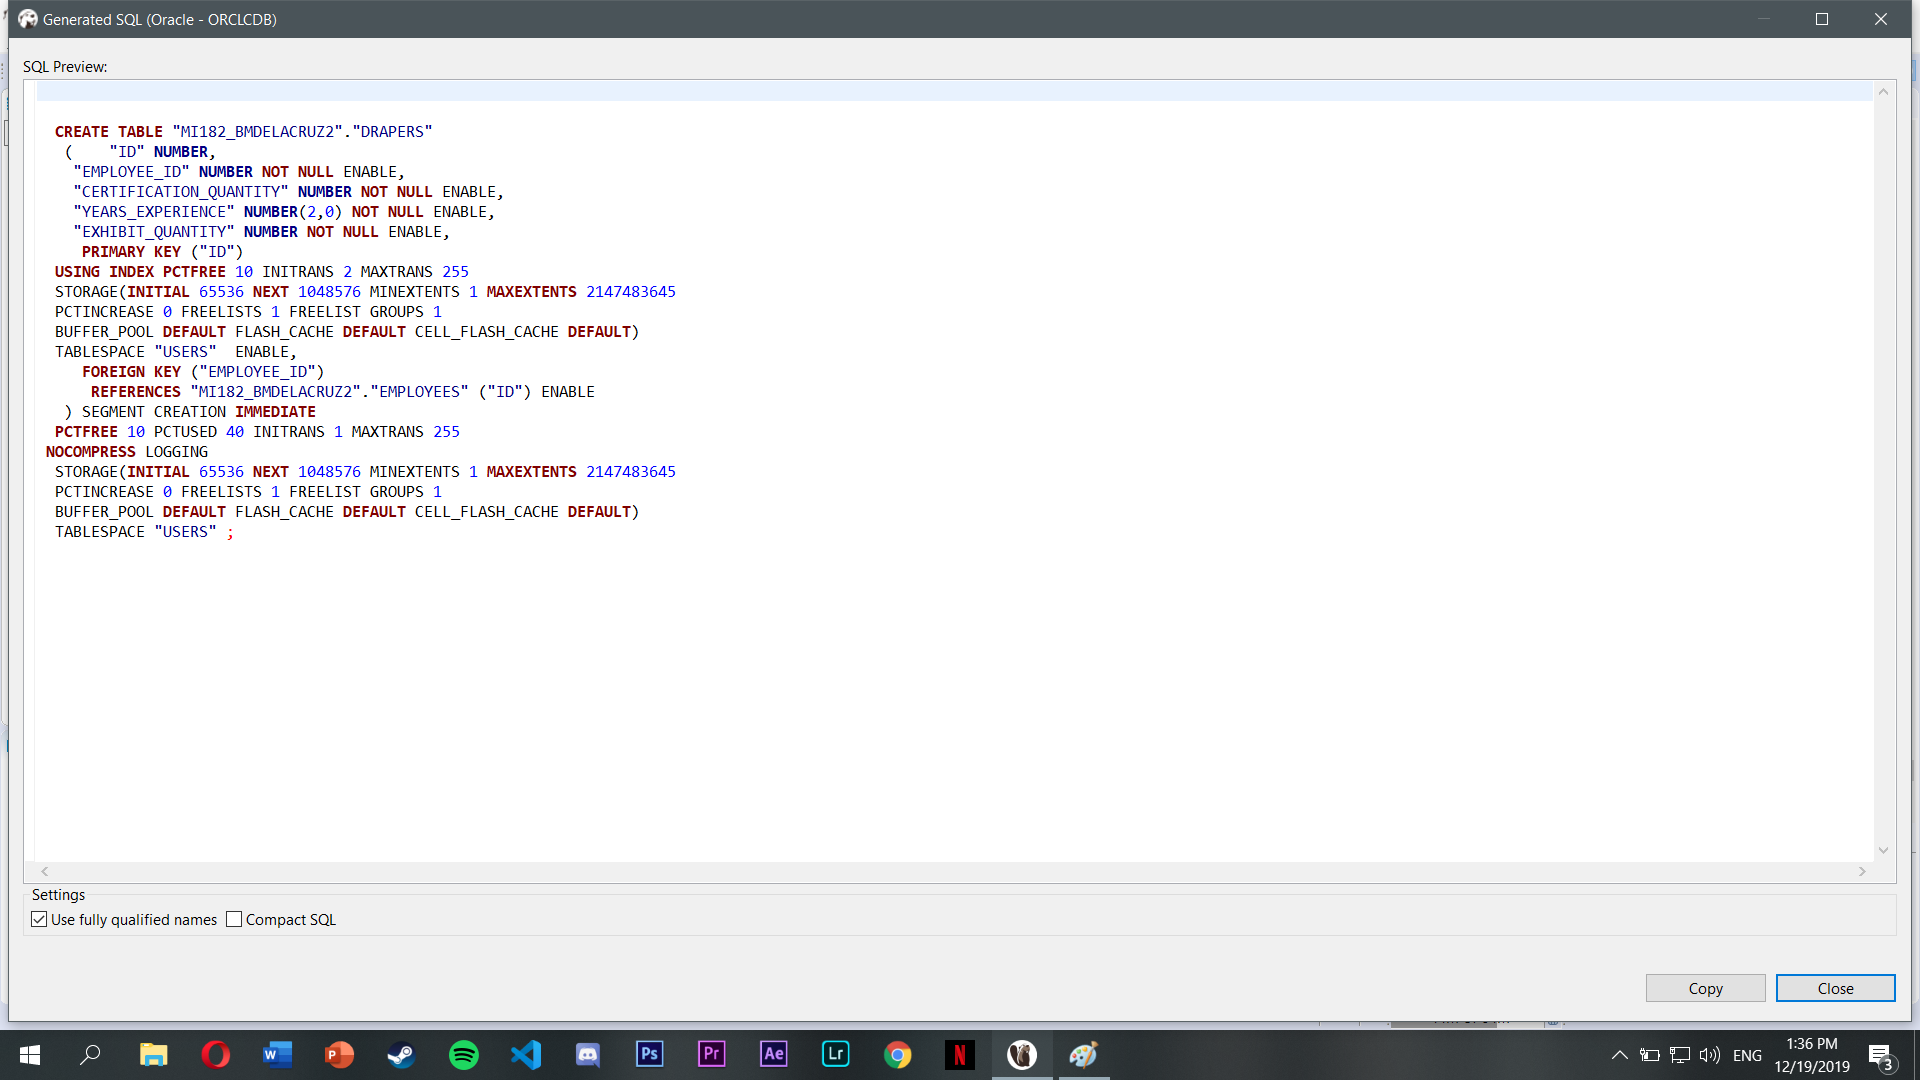 Generated SQL (Oracle - ORCLCDB)
SQL Preview:
CREATE TABLE "MI182_BMDELACRUZ2"."DRAPERS"
( "ID" NUMBER,
"EMPLOYEE_ID" NUMBER NOT NULL ENABLE,
"CERTIFICATION_QUANTITY" NUMBER NOT NULL ENABLE,
"YEARS_EXPERIENCE" NUMBER(2,0) NOT NULL ENABLE,
"EXHIBIT_QUANTITY" NUMBER NOT NULL ENABLE,
PRIMARY KEY ("ID")
USING INDEX PCTFREE 10 INITRANS 2 MAXTRANS 255
STORAGE(INITIAL 65536 NEXT 1048576 MINEXTENTS 1 MAXEXTENTS 2147483645
PCTINCREASE 0 FREELISTS 1 FREELIST GROUPS 1
BUFFER_POOL DEFAULT FLASH_CACHE DEFAULT CELL_FLASH_CACHE DEFAULT)
TABLESPACE "USERS"  ENABLE,
FOREIGN KEY ("EMPLOYEE_ID")
REFERENCES "MI182_BMDELACRUZ2"."EMPLOYEES" ("ID") ENABLE
) SEGMENT CREATION IMMEDIATE
PCTFREE 10 PCTUSED 40 INITRANS 1 MAXTRANS 255
NOCOMPRESS LOGGING
STORAGE(INITIAL 65536 NEXT 1048576 MINEXTENTS 1 MAXEXTENTS 2147483645
PCTINCREASE 0 FREELISTS 1 FREELIST GROUPS 1
BUFFER_POOL DEFAULT FLASH_CACHE DEFAULT CELL_FLASH_CACHE DEFAULT)
TABLESPACE "USERS" ;
Settings
Use fully qualified names
Compact SQL
Copy
Close
W
P
Ps
Pr
Ae
Lr
N
ENG
1:36 PM
12/19/2019
3